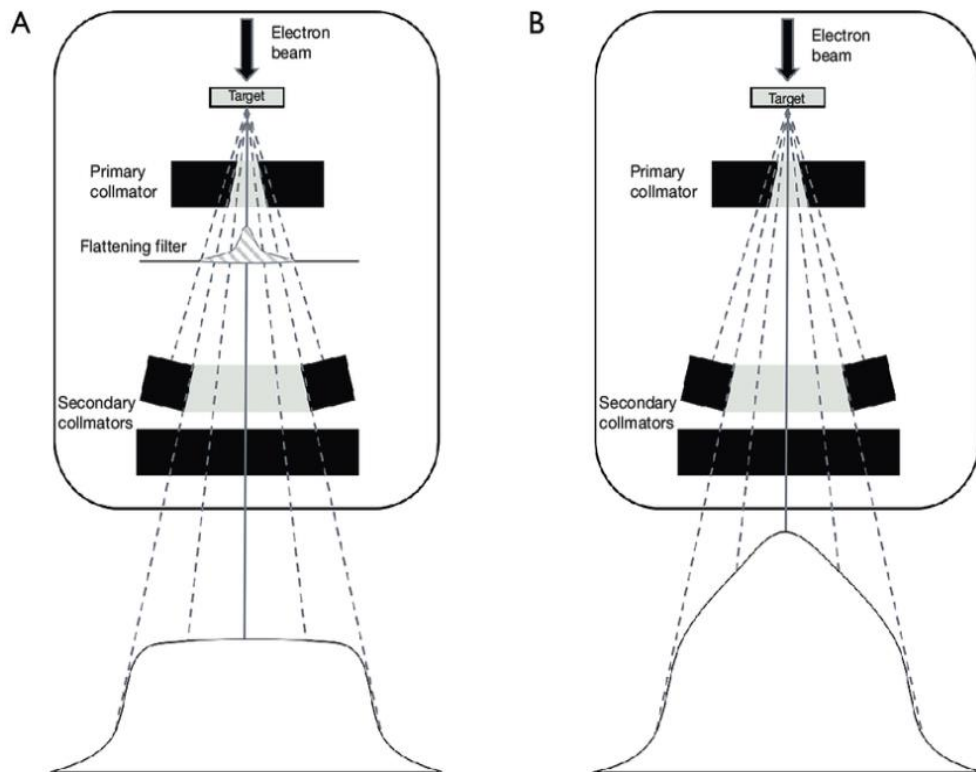 A
Electron
beam
Target
Primary
collmator
Flattening filter
Secondary
collmators
B
Electron
beam
Target
Primary
collmator
Secondary
collmators